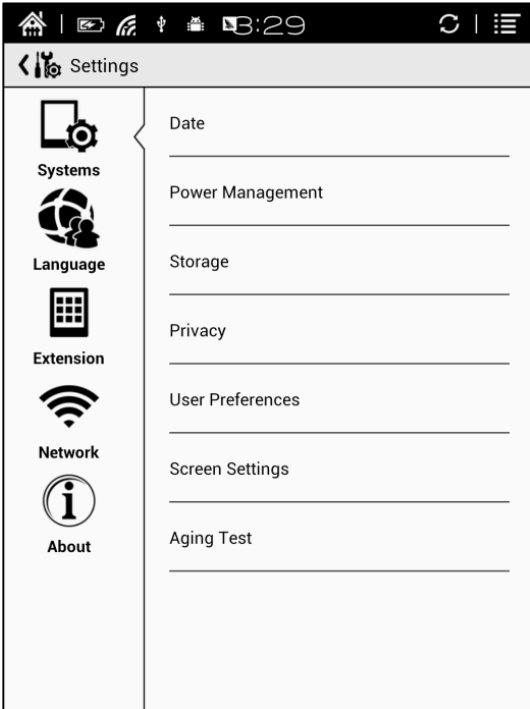 3:29
Settings
Systems
Language
Extension
Network
About
Date
Power Management
Storage
Privacy
User Preferences
Screen Settings
Aging Test